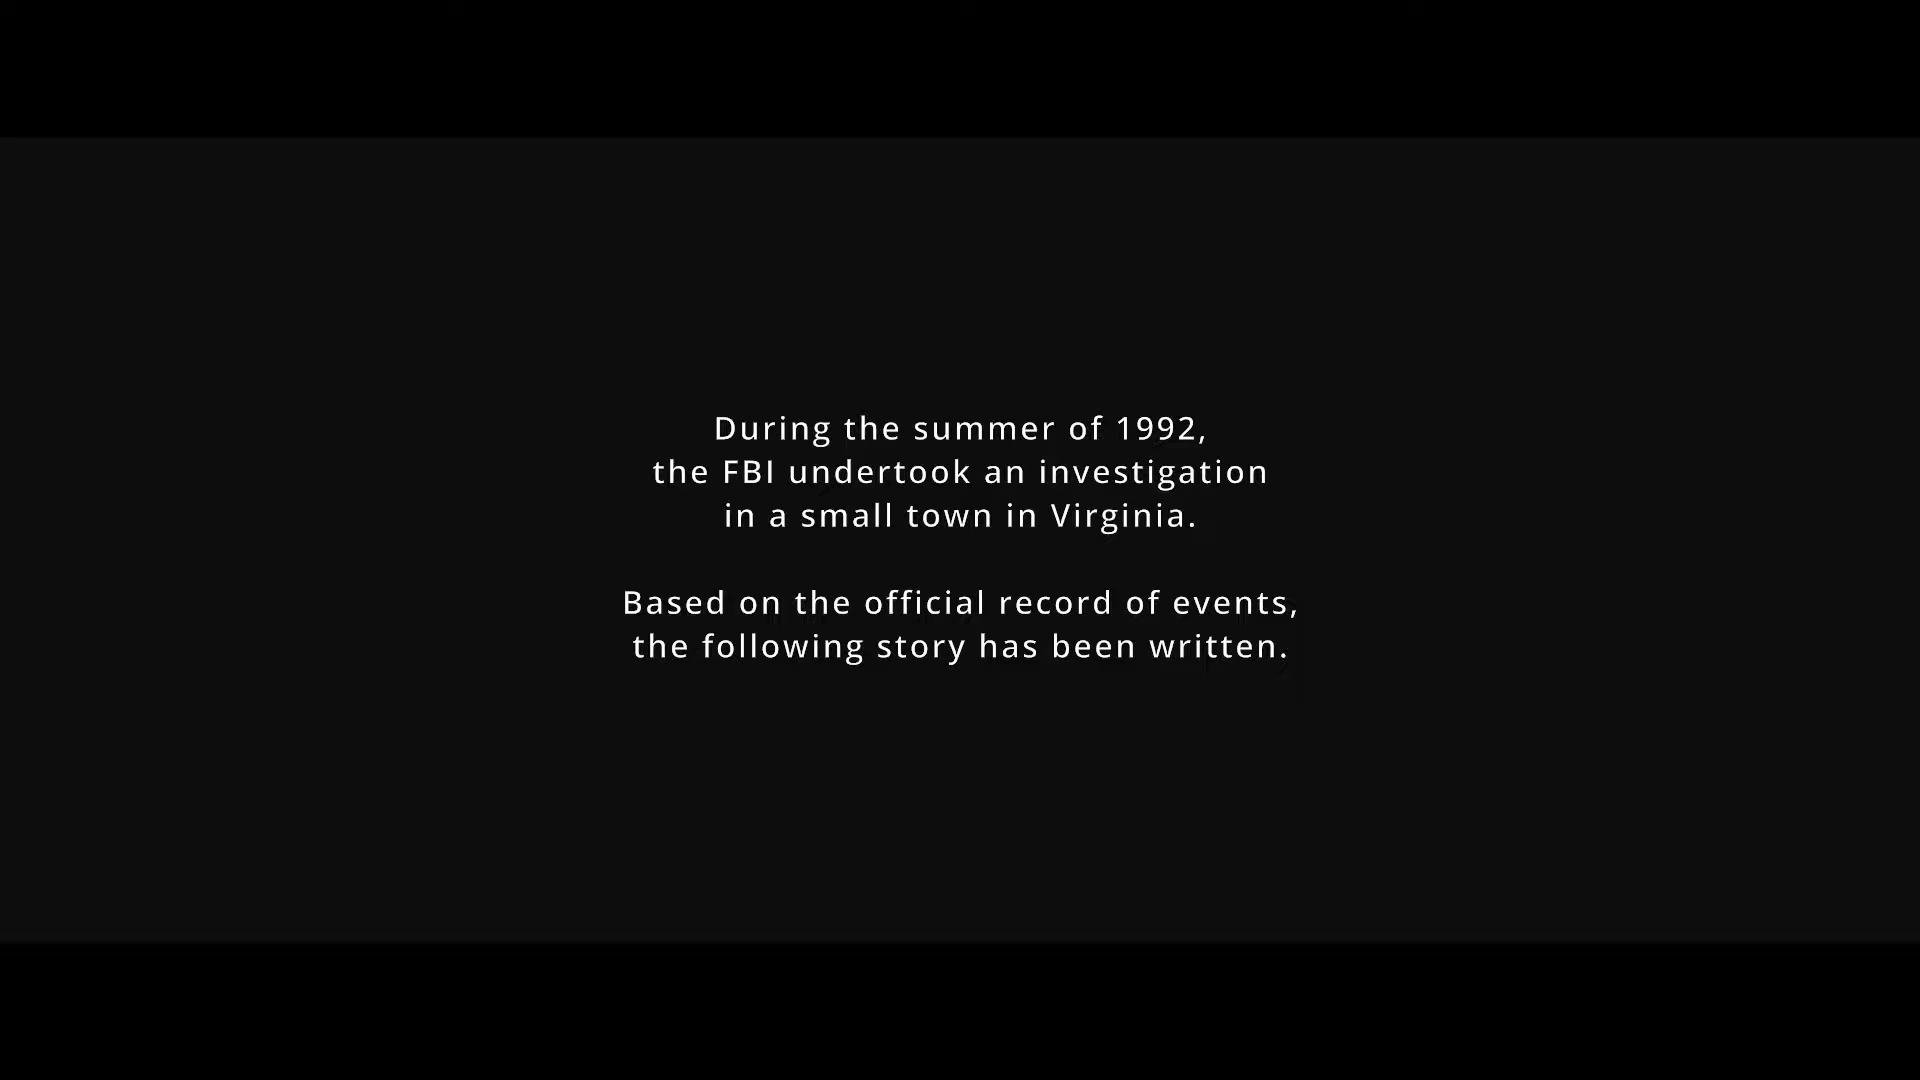 During the summer of 1992,
the FBI undertook an investigation
in a small town in Virginia.
Based on the official record of events,
the following story has been written.